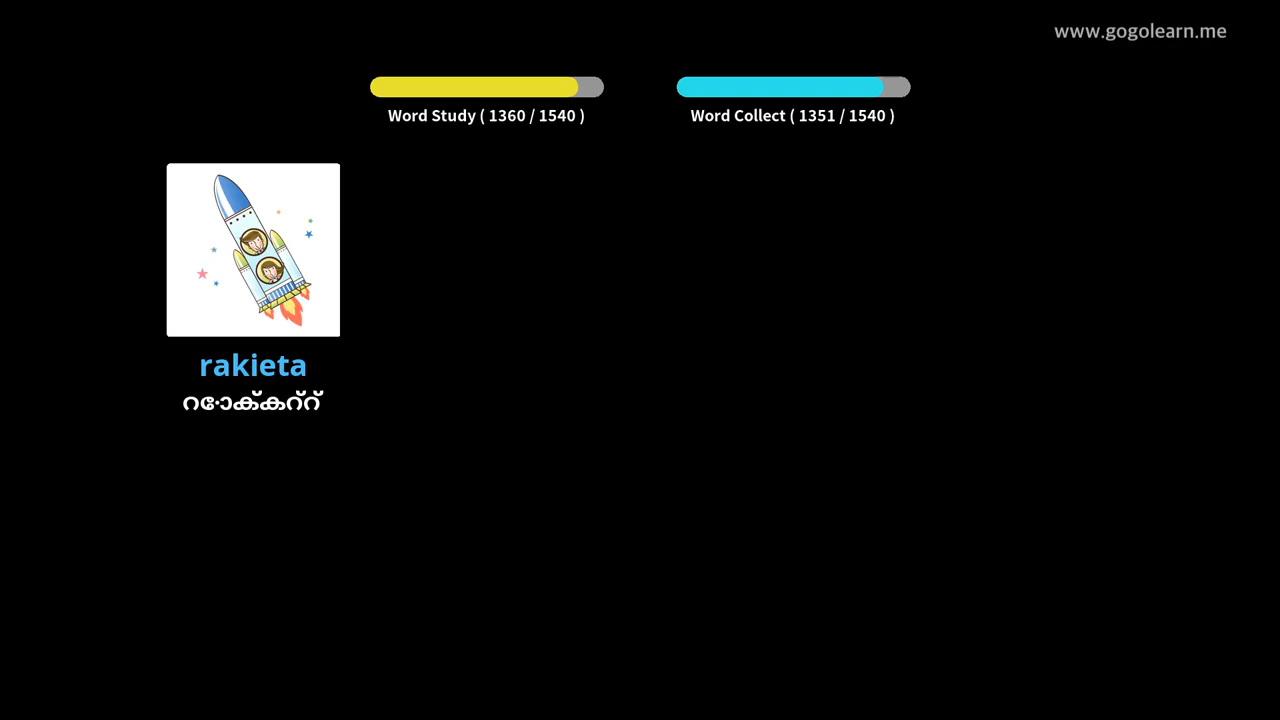 www.gogolearn.me
Word Study ( 1360 / 1540 )
Word Collect ( 1351 / 1540 )
rakieta
റോക്കറ്റ്